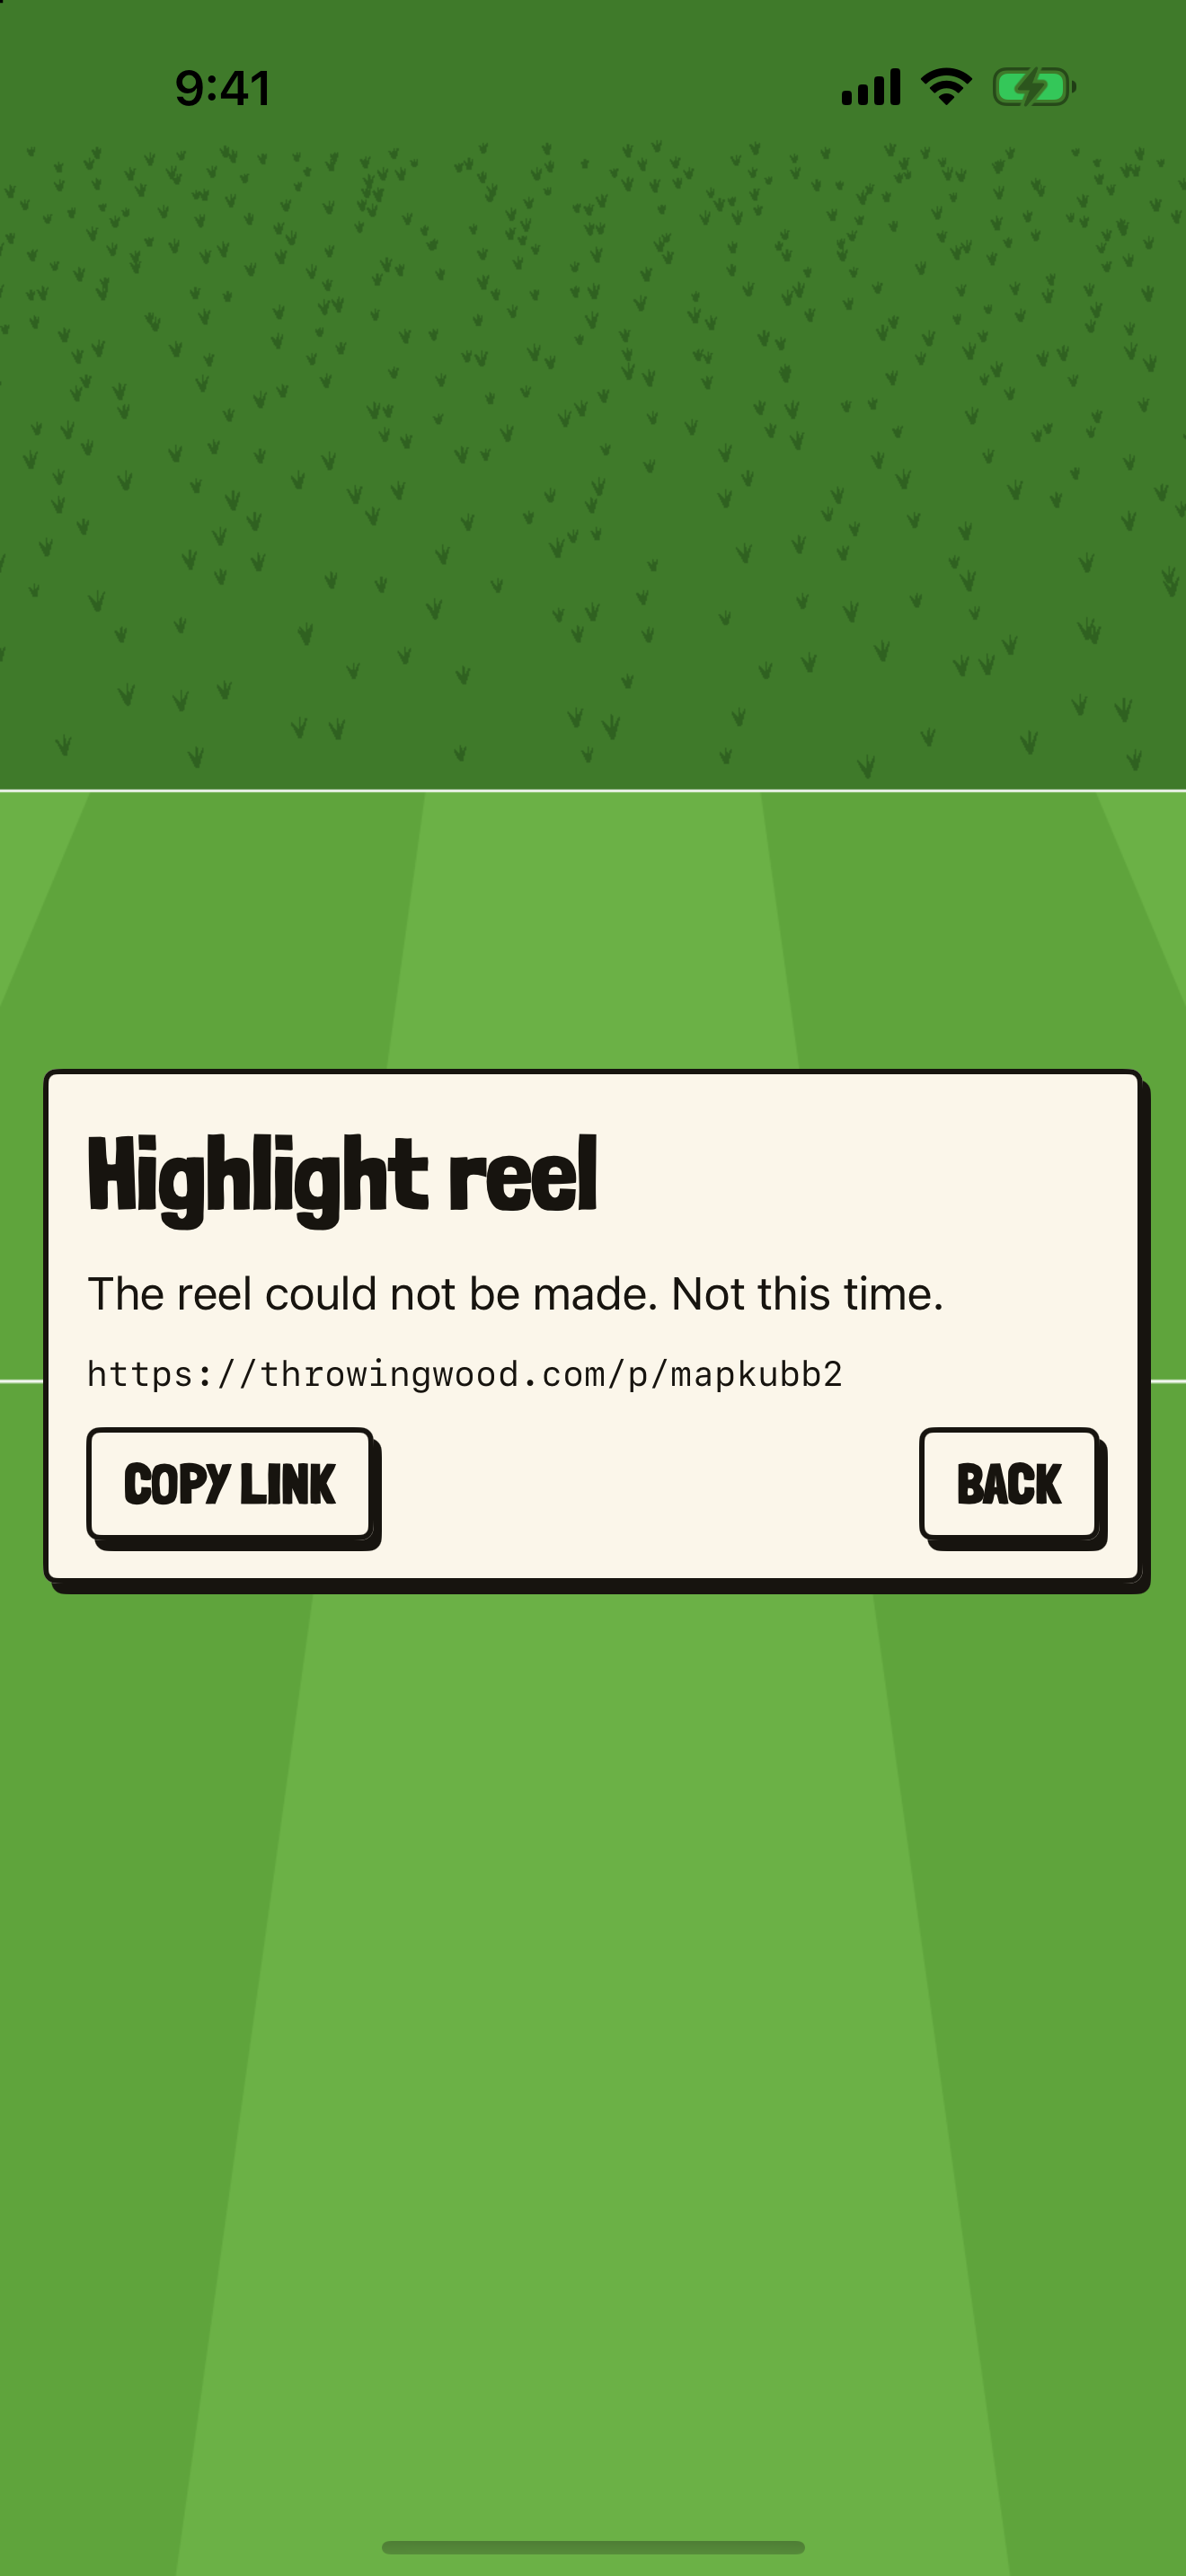 9:41
Highlight reel
The reel could not be made. Not this time.
https://throwingwood.com/p/mapkubb2
COPY LINK
BACK